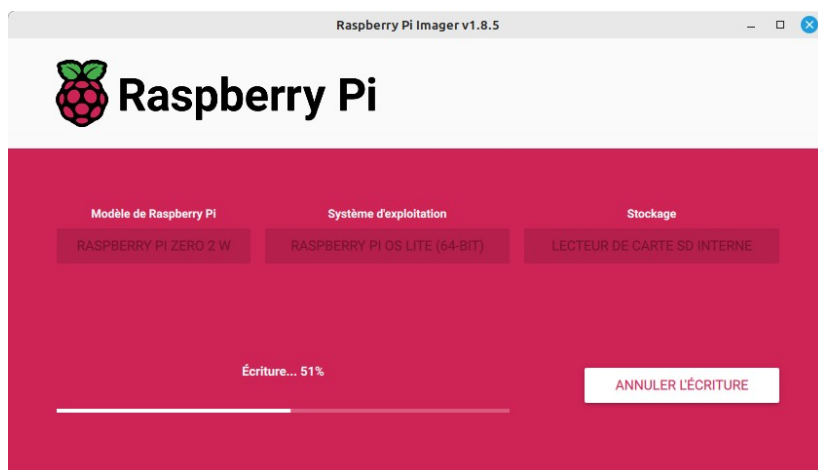 Raspberry Pi Imager v1.8.5
Raspberry Pi
Modèle de Raspberry Pi
Système d'exploitation
Stockage
RASPBERRY PI ZERO 2 W
RASPBERRY PI OS LITE (64-BIT)
LECTEUR DE CARTE SD INTERNE
Écriture... 51%
ANNULER L'ÉCRITURE